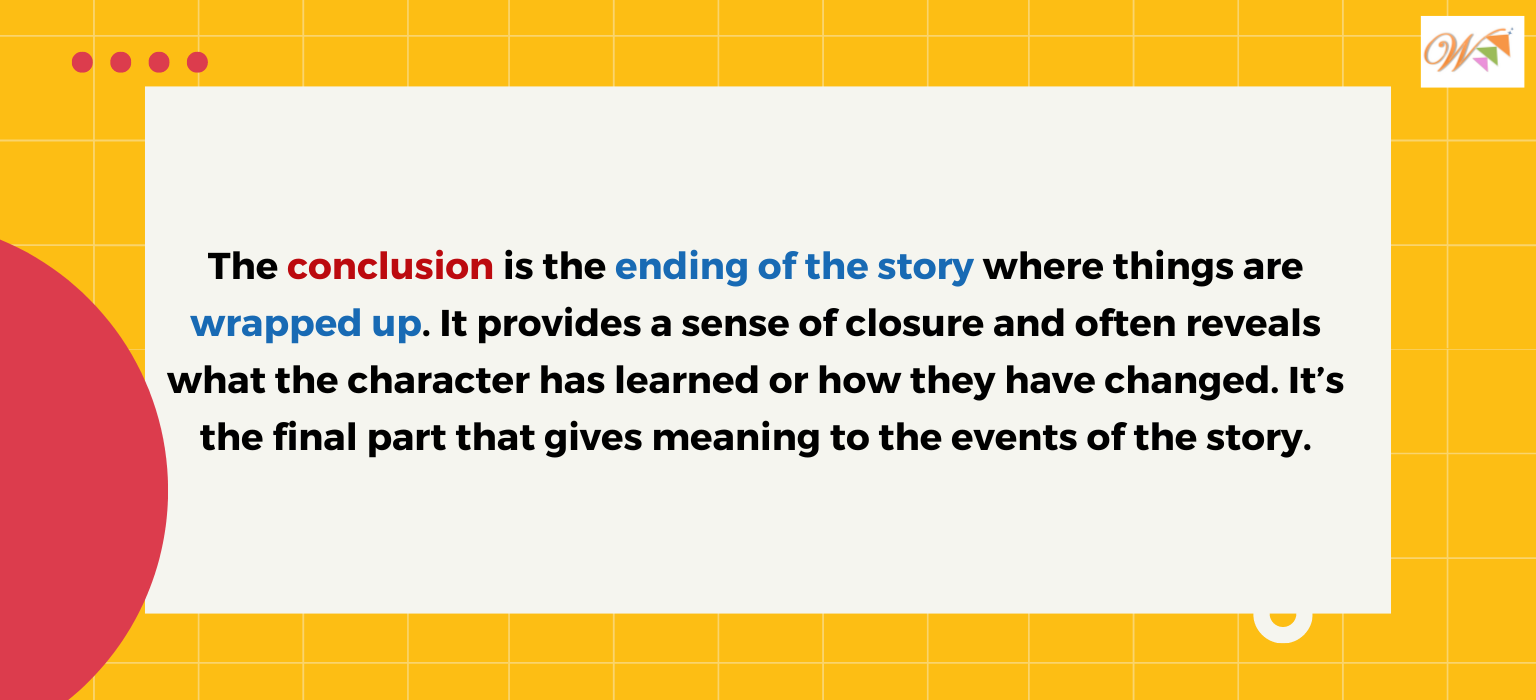 The conclusion is the ending of the story where things are
wrapped up. It provides a sense of closure and often reveals
what the character has learned or how they have changed. It’s
the final part that gives meaning to the events of the story.